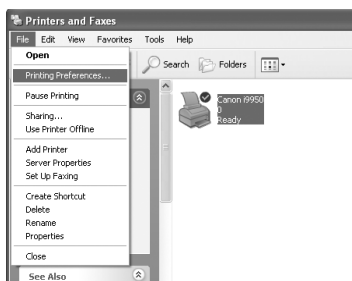 Printers and Faxes
File Edit View Favorites Tools Help
Search Folders
Open
Printing Preferences...
Pause Printing
Sharing...
Use Printer Offline
Add Printer
Server Properties
Set Up Faxing
Create Shortcut
Delete
Rename
Properties
Close
See Also
Canon i9950
0
Ready